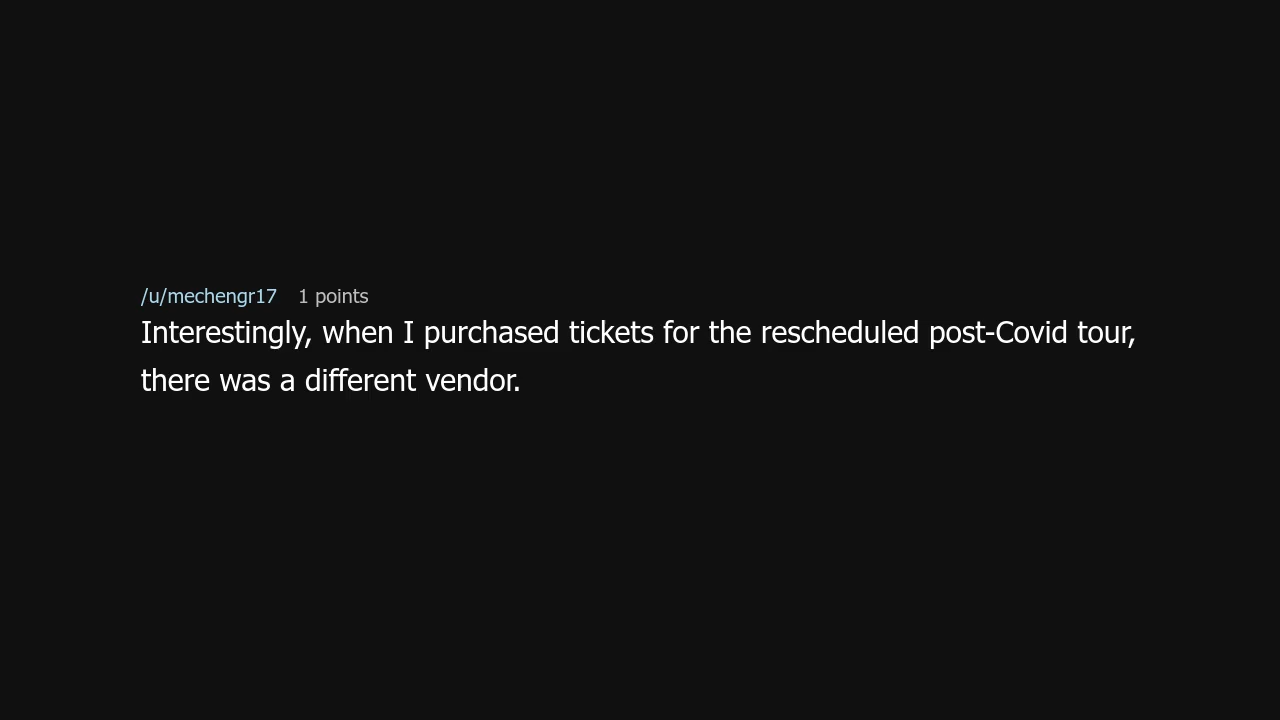 /u/mechengr17 1 points
Interestingly, when I purchased tickets for the rescheduled post-Covid tour,
there was a different vendor.